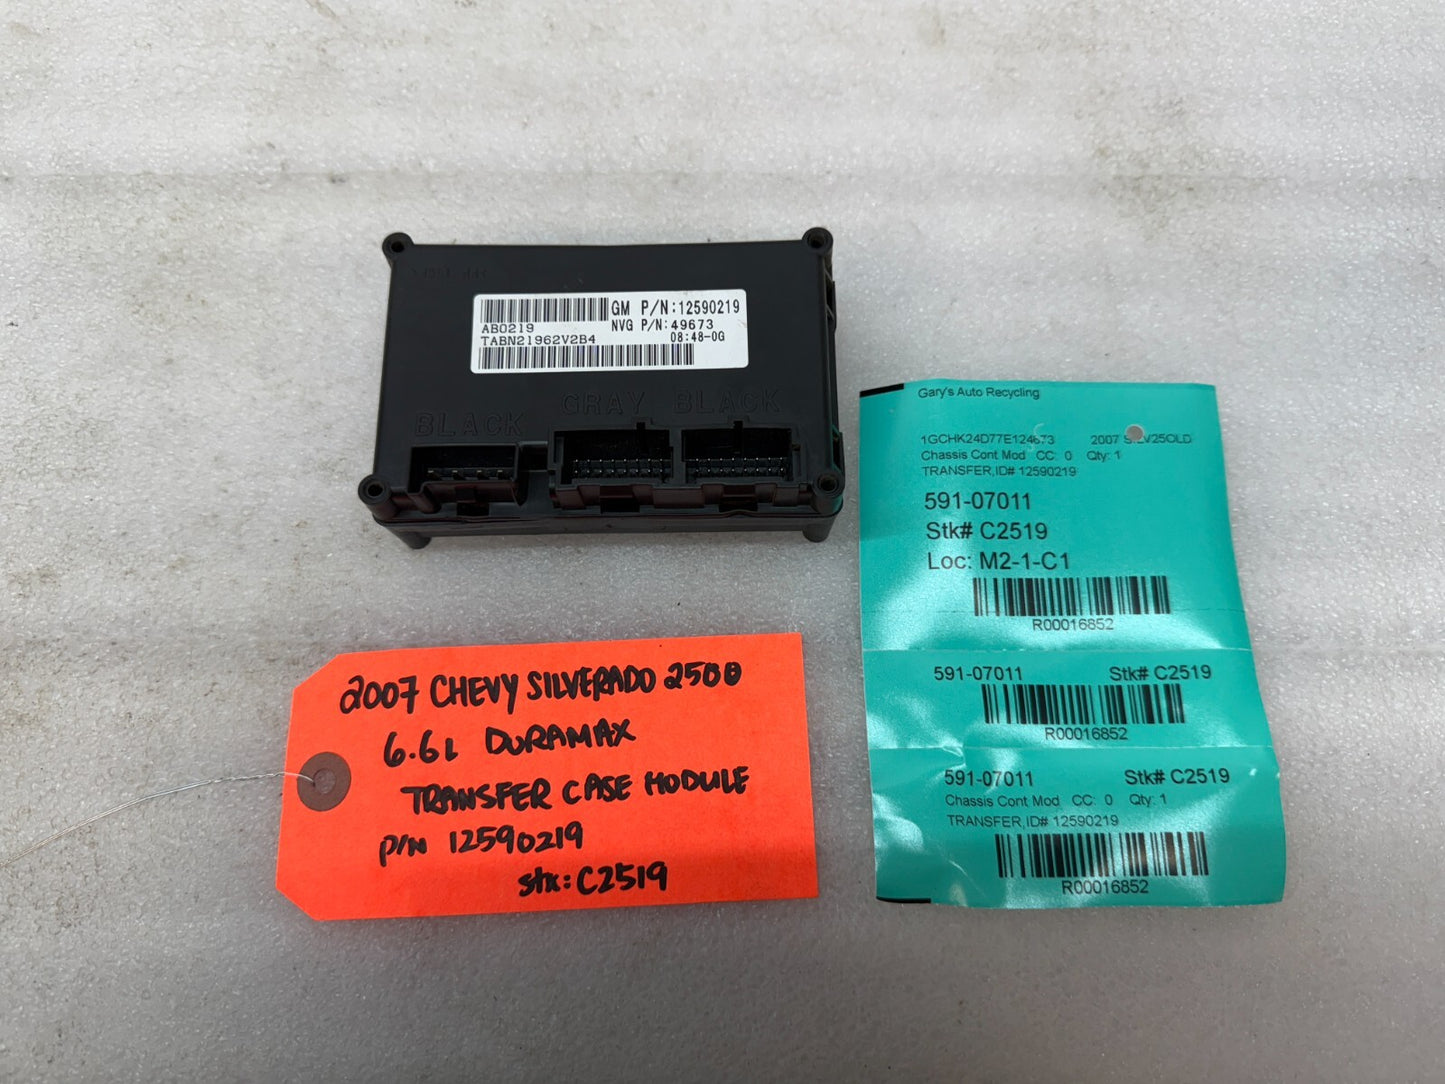 GM P/N:12590219
AB0219
NVG P/N:49673
TABN21962V2B4
08:48-0G
BLACK
GRAY
BLACK
2007 CHEVY SILVERADO 2500
6.6L DURAMAX
TRANSFER CASE MODULE
P/N 12590219
stk: C2519
Gary's Auto Recycling
1GCHK24D77E124673 2007 SILV25OLD
Chassis Cont Mod CC: 0 Qty: 1
TRANSFER,ID# 12590219
591-07011
Stk# C2519
Loc: M2-1-C1
R00016852
591-07011 Stk# C2519
R00016852
591-07011 Stk# C2519
Chassis Cont Mod CC: 0 Qty: 1
TRANSFER,ID# 12590219
R00016852